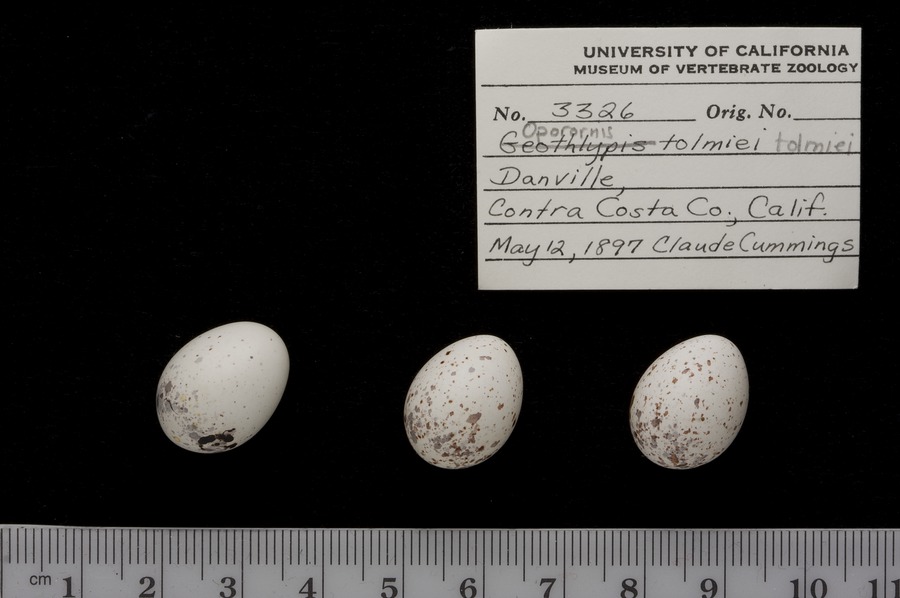 UNIVERSITY OF CALIFORNIA
MUSEUM OF VERTEBRATE ZOOLOGY
No. 3326 Orig. No.
Oporornis
Geothlypis tolmiei tolmiei
Danville,
Contra Costa Co., Calif.
May 12, 1897 Claude Cummings
cm 1 2 3 4 5 6 7 8 9 10 11